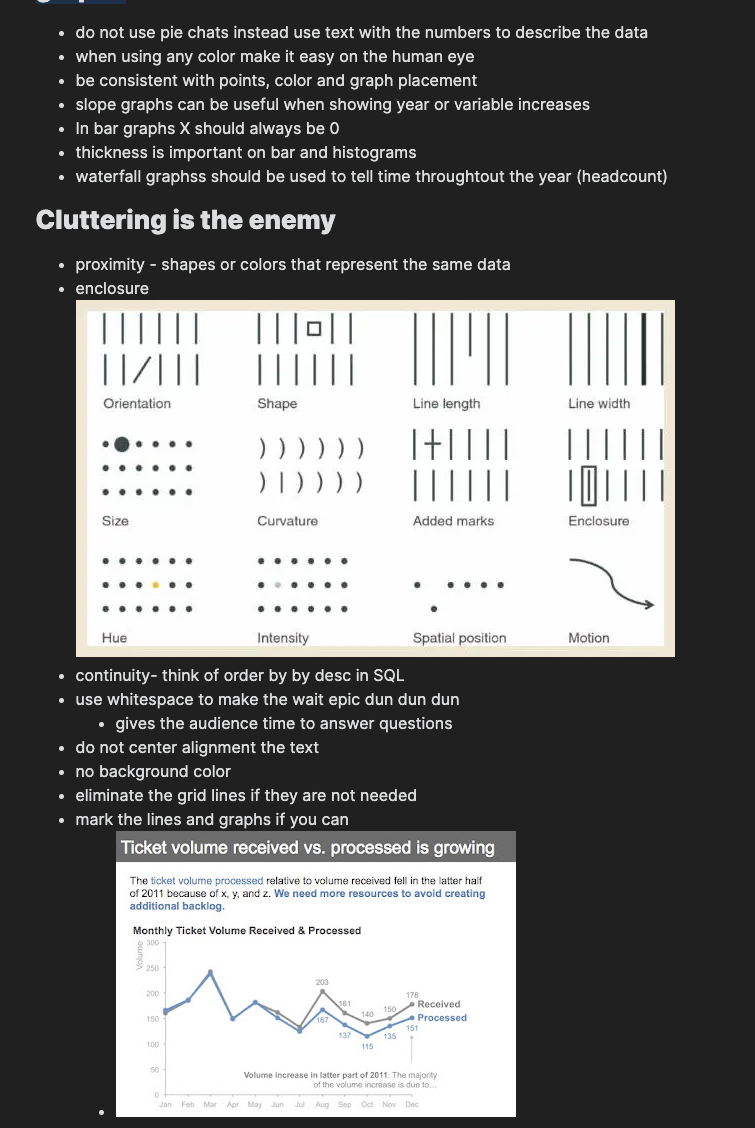 do not use pie chats instead use text with the numbers to describe the data
when using any color make it easy on the human eye
be consistent with points, color and graph placement
slope graphs can be useful when showing year or variable increases
In bar graphs X should always be 0
thickness is important on bar and histograms
waterfall graphss should be used to tell time throughtout the year (headcount)
Cluttering is the enemy
proximity - shapes or colors that represent the same data
enclosure
Orientation Shape Line length Line width
Size Curvature Added marks Enclosure
Hue Intensity Spatial position Motion
continuity- think of order by by desc in SQL
use whitespace to make the wait epic dun dun dun
gives the audience time to answer questions
do not center alignment the text
no background color
eliminate the grid lines if they are not needed
mark the lines and graphs if you can
Ticket volume received vs. processed is growing
The ticket volume processed relative to volume received fell in the latter half
of 2011 because of x, y, and z. We need more resources to avoid creating
additional backlog.
Monthly Ticket Volume Received & Processed
Volume
300
250
200
150
100
50
0
203
161
140
150
178
Received
Processed
167
137
115
135
151
Volume increase in latter part of 2011: The majority
of the volume increase is due to...
Jan Feb Mar Apr May Jun Jul Aug Sep Oct Nov Dec